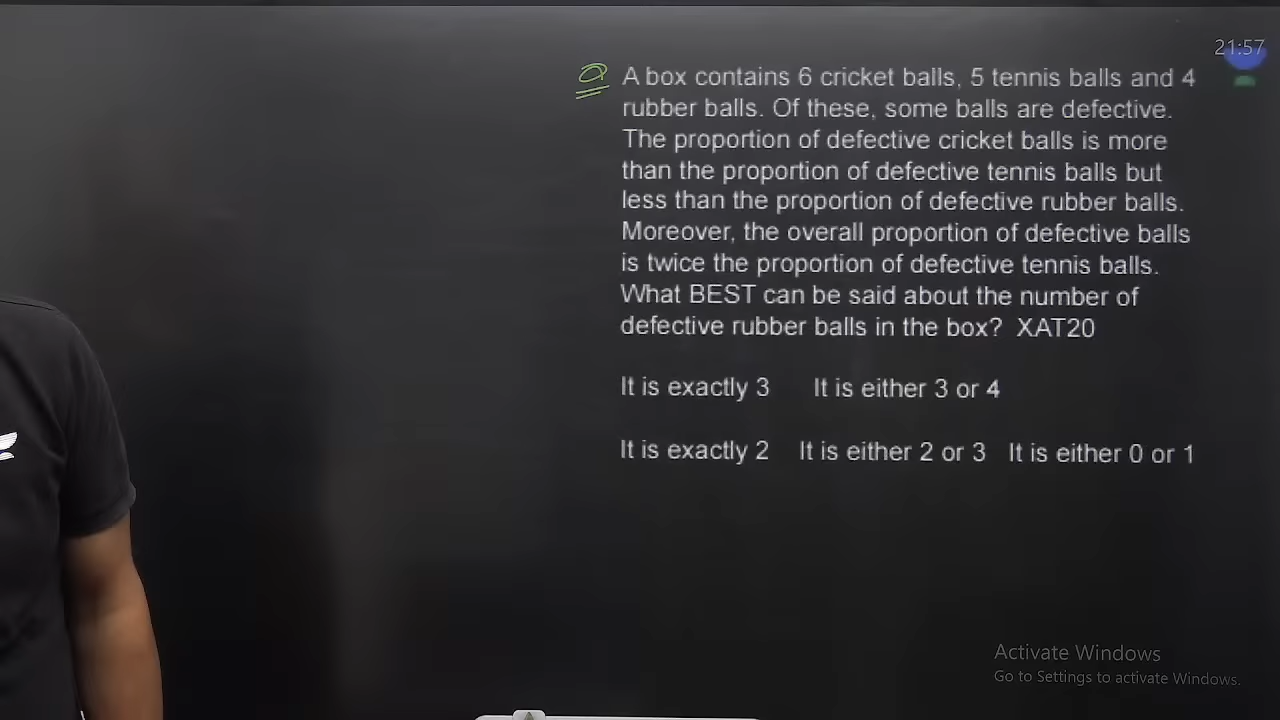 21:57
Q A box contains 6 cricket balls, 5 tennis balls and 4
rubber balls. Of these, some balls are defective.
The proportion of defective cricket balls is more
than the proportion of defective tennis balls but
less than the proportion of defective rubber balls.
Moreover, the overall proportion of defective balls
is twice the proportion of defective tennis balls.
What BEST can be said about the number of
defective rubber balls in the box? XAT20
It is exactly 3 It is either 3 or 4
It is exactly 2 It is either 2 or 3 It is either 0 or 1
Activate Windows
Go to Settings to activate Windows.